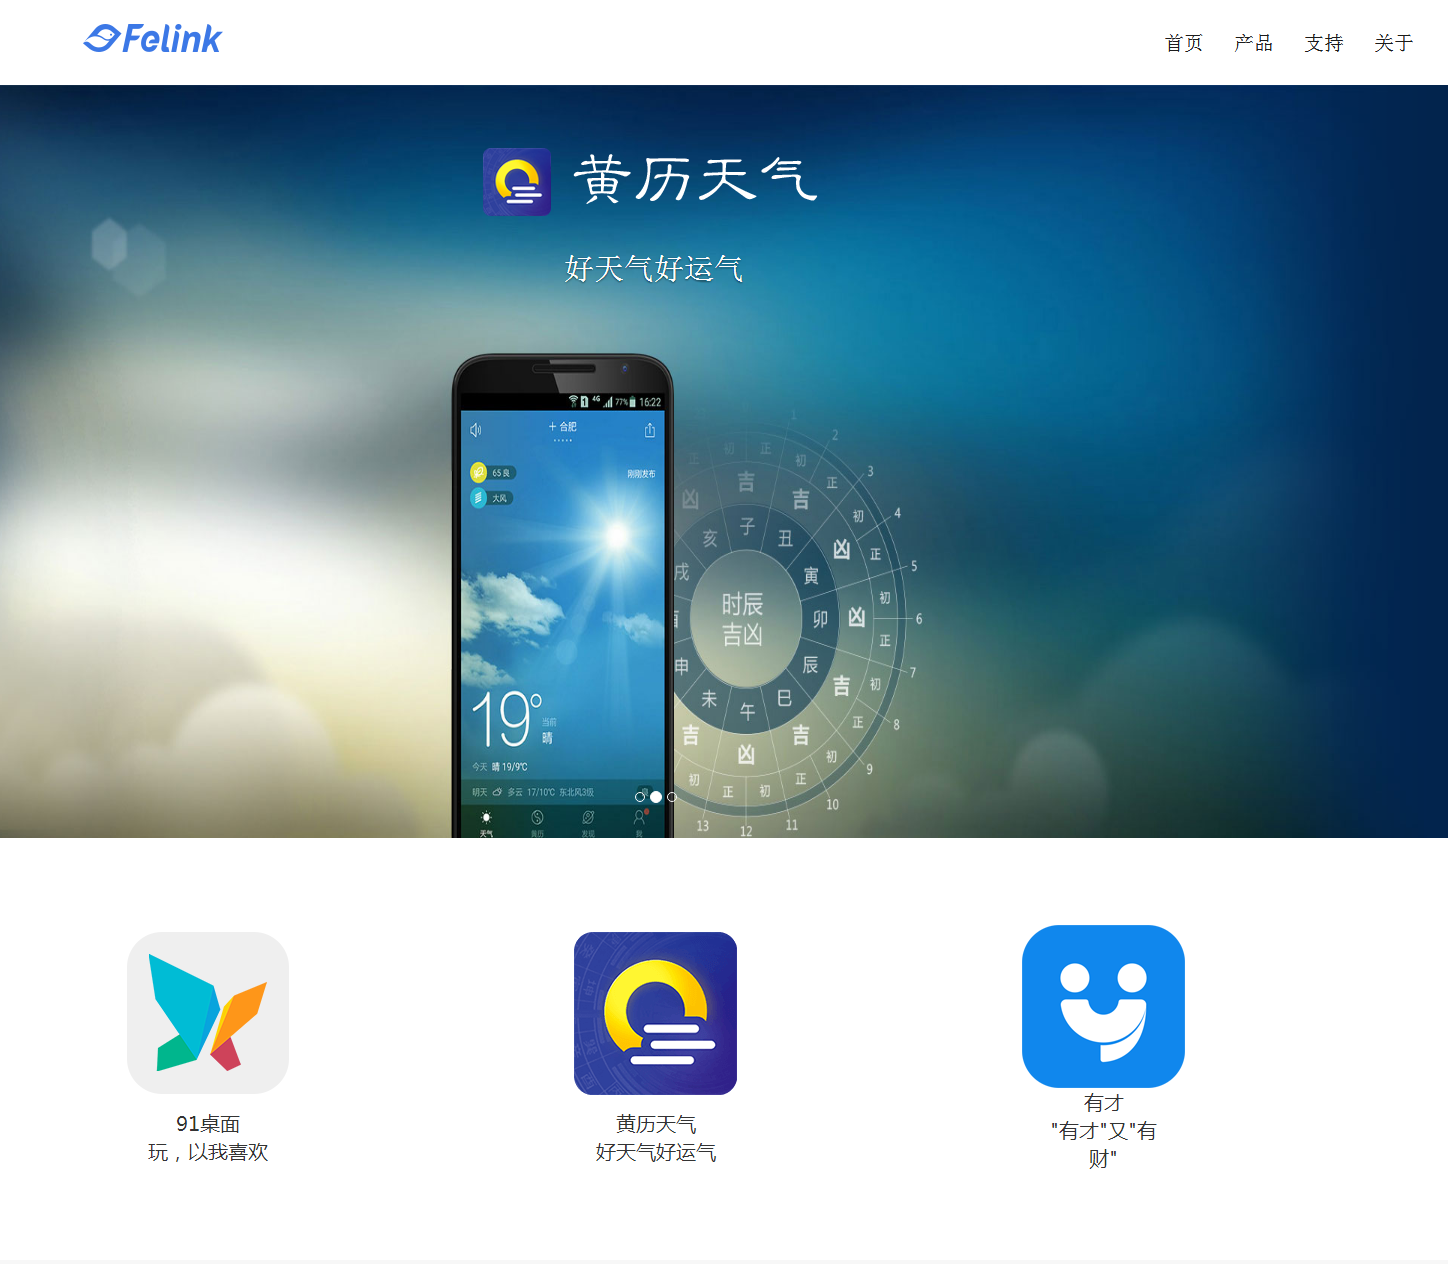 Felink
首页 产品 支持 关于
黄历天气
好天气好运气
4G 77% 16:22
+ 合肥
65 良
刚刚发布
大风
19°
当前
晴
今天 晴 19/9℃
明天 多云 17/10℃ 东北风3级
天气 黄历 发现 我
时辰
吉凶
子 丑 寅 卯 辰 巳 午 未 申 戌 亥
吉 吉 凶 凶 吉 吉 凶 吉 凶
初 正 初 正 初 正 初 正 初 正 初 正 初 正 初 正
1 2 3 4 5 6 7 8 9 10 11 12 13
91桌面
玩，以我喜欢
黄历天气
好天气好运气
有才
"有才"又"有
财"